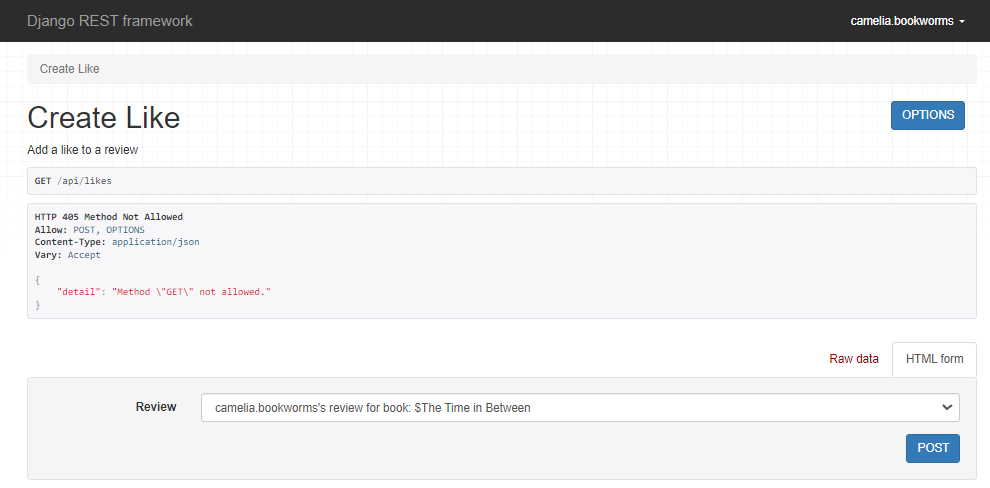 Django REST framework
camelia.bookworms
Create Like
Create Like
OPTIONS
Add a like to a review
GET /api/likes
HTTP 405 Method Not Allowed
Allow: POST, OPTIONS
Content-Type: application/json
Vary: Accept
{
    "detail": "Method \"GET\" not allowed."
}
Raw data
HTML form
Review
camelia.bookworms's review for book: $The Time in Between
POST